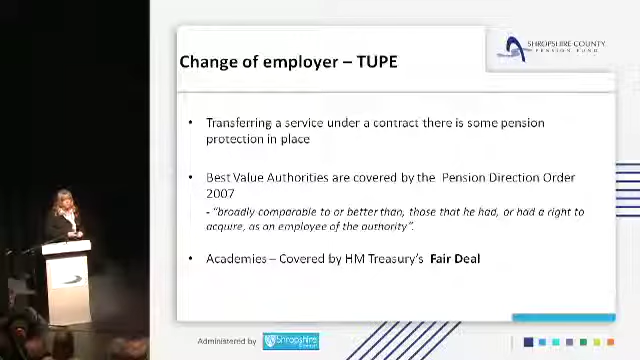 SHROPSHIRE COUNTY
PENSION FUND
Change of employer – TUPE
• Transferring a service under a contract there is some pension
protection in place
• Best Value Authorities are covered by the Pension Direction Order
2007
- “broadly comparable to or better than, those that he had, or had a right to
acquire, as an employee of the authority”.
• Academies – Covered by HM Treasury's Fair Deal
Administered by
Shropshire